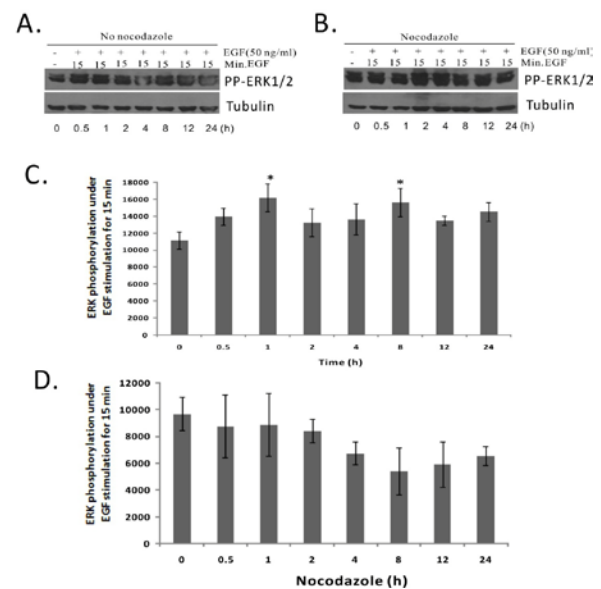 A.
No nocodazole
- + + + + + + + EGF(50 ng/ml)
- 15 15 15 15 15 15 15 Min.EGF
PP-ERK1/2
Tubulin
0 0.5 1 2 4 8 12 24 (h)
B.
Nocodazole
- + + + + + + + EGF(50 ng/ml)
- 15 15 15 15 15 15 15 Min.EGF
PP-ERK1/2
Tubulin
0 0.5 1 2 4 8 12 24 (h)
C.
ERK phosphorylation under
EGF stimulation for 15 min
18000
16000
14000
12000
10000
8000
6000
4000
2000
0
* *
0 0.5 1 2 4 8 12 24
Time (h)
D.
ERK phosphorylation under
EGF stimulation for 15 min
12000
10000
8000
6000
4000
2000
0
0 0.5 1 2 4 8 12 24
Nocodazole (h)